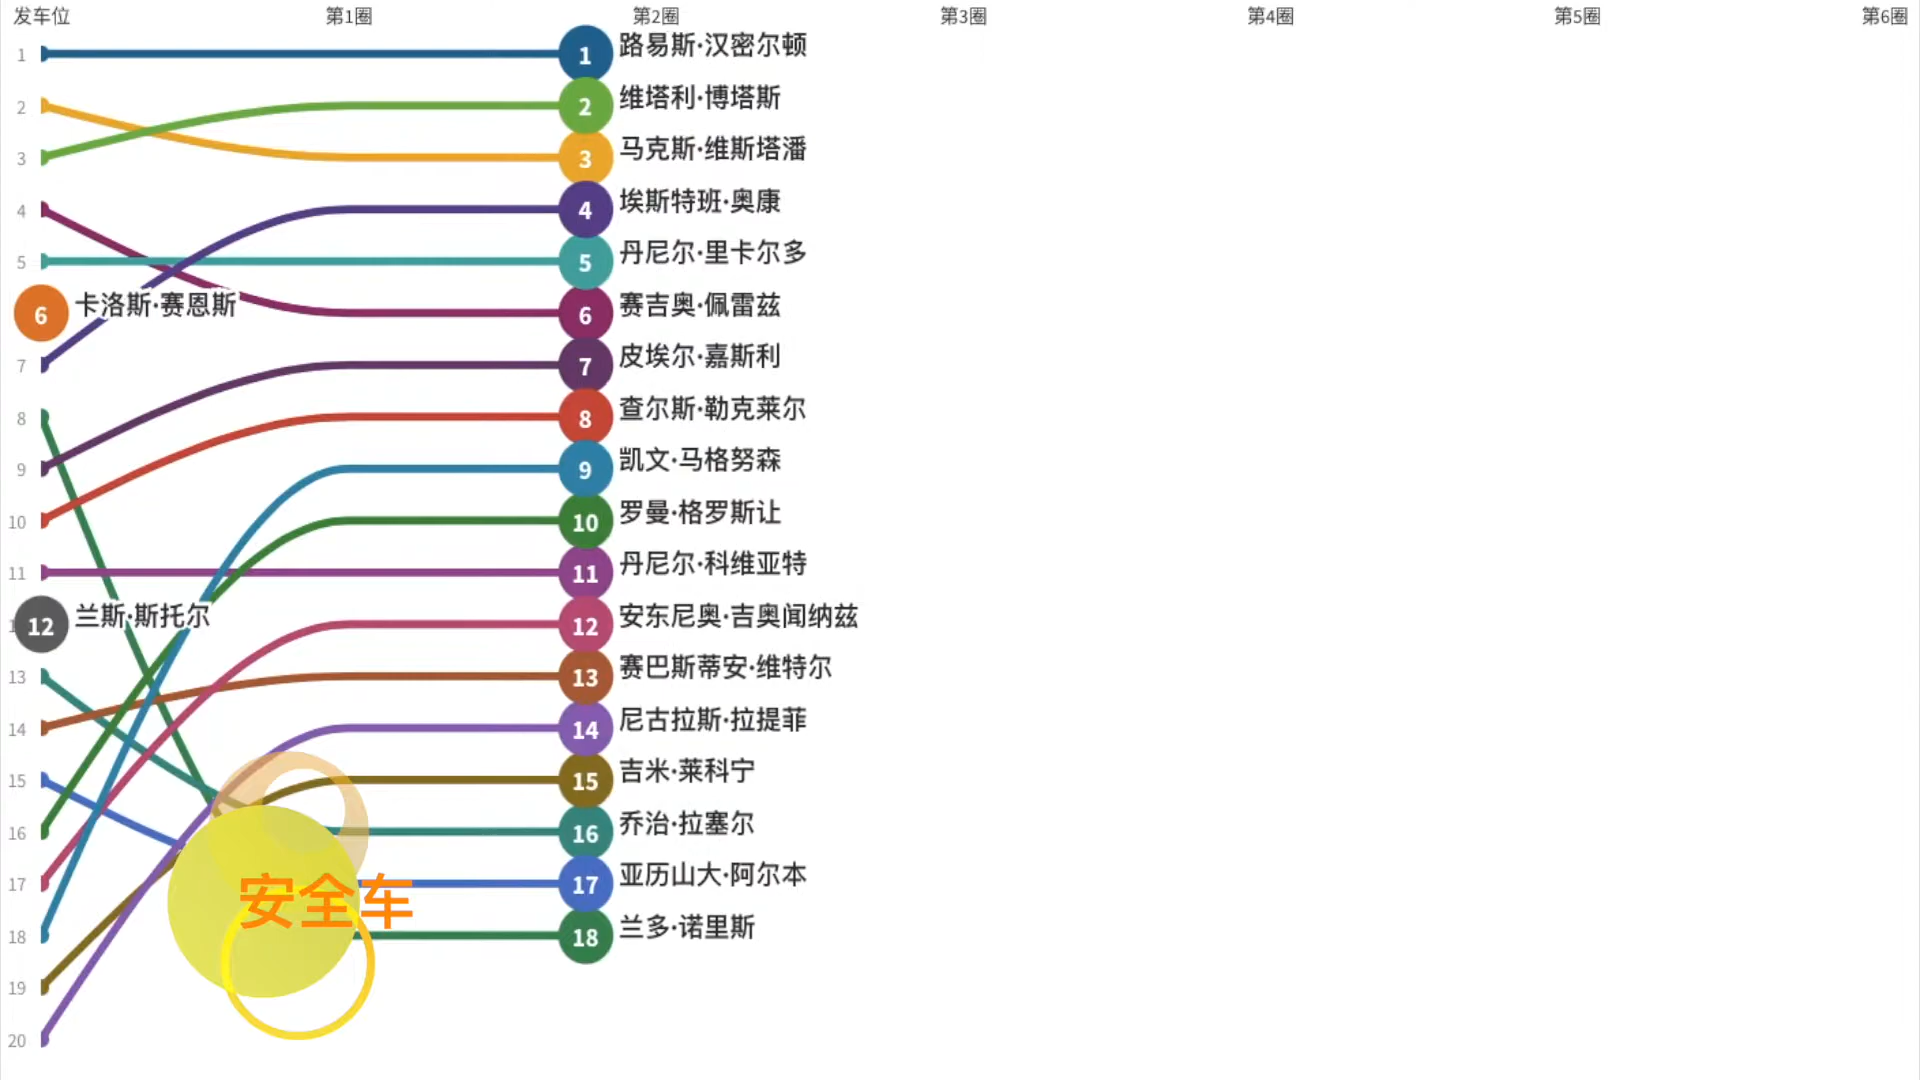 发车位 第1圈 第2圈 第3圈 第4圈 第5圈 第6圈
1 1 路易斯·汉密尔顿
2 2 维塔利·博塔斯
3 3 马克斯·维斯塔潘
4 4 埃斯特班·奥康
5 5 丹尼尔·里卡尔多
6 卡洛斯·赛恩斯 6 赛吉奥·佩雷兹
7 7 皮埃尔·嘉斯利
8 8 查尔斯·勒克莱尔
9 9 凯文·马格努森
10 10 罗曼·格罗斯让
11 11 丹尼尔·科维亚特
12 兰斯·斯托尔 12 安东尼奥·吉奥闻纳兹
13 13 赛巴斯蒂安·维特尔
14 14 尼古拉斯·拉提菲
15 15 吉米·莱科宁
16 16 乔治·拉塞尔
17 安全车 17 亚历山大·阿尔本
18 18 兰多·诺里斯
19
20